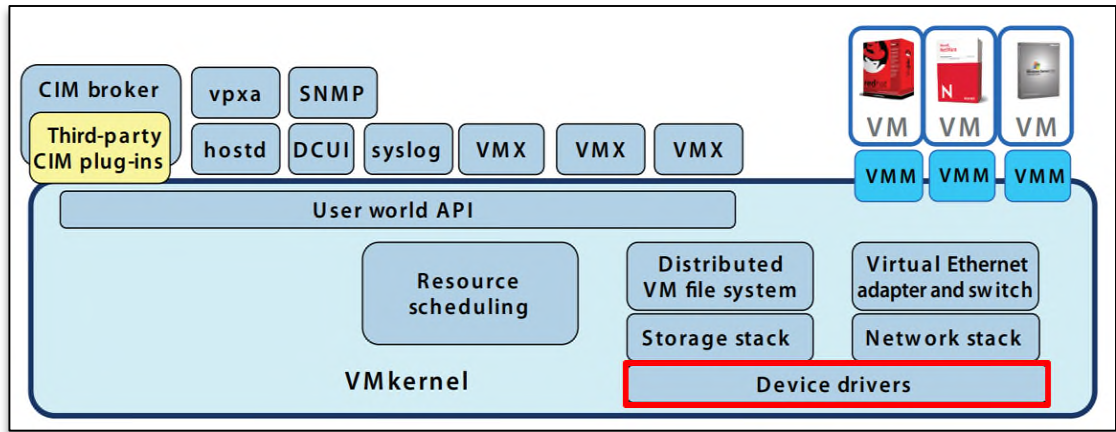 CIM broker
Third-party
CIM plug-ins
vpxa
SNMP
hostd
DCUI
syslog
VMX
VMX
VMX
redhat
N
VM
VM
VM
VMM
VMM
VMM
User world API
Resource
scheduling
Distributed
VM file system
Virtual Ethernet
adapter and switch
Storage stack
Network stack
VMkernel
Device drivers